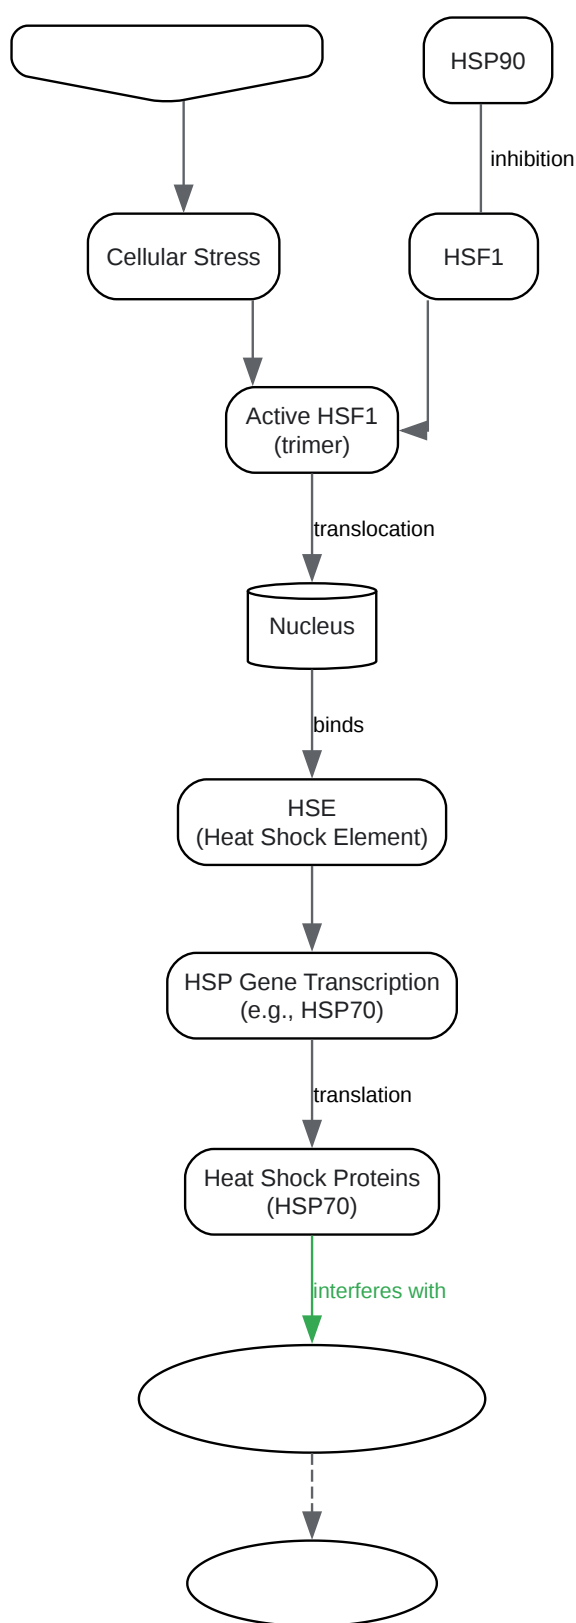 HSP90
inhibition
Cellular Stress
HSF1
Active HSF1
(trimer)
translocation
Nucleus
binds
HSE
(Heat Shock Element)
HSP Gene Transcription
(e.g., HSP70)
translation
Heat Shock Proteins
(HSP70)
interferes with